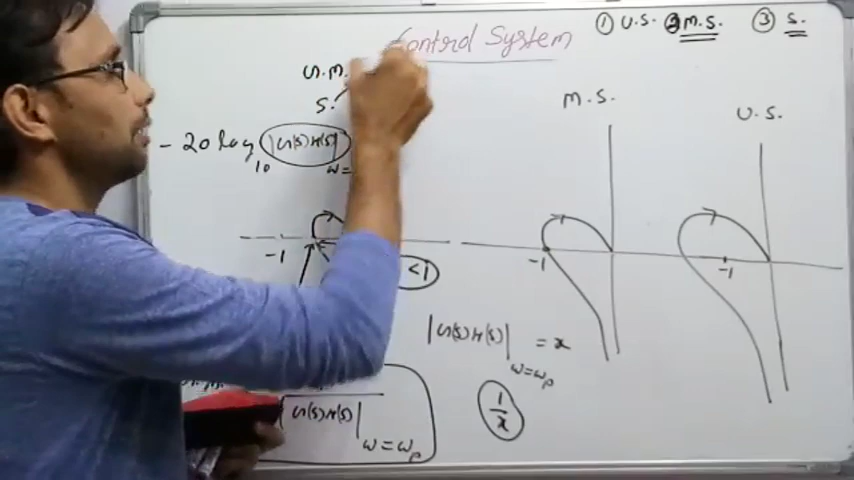 Control System
① U.S. ② M.S. ③ S.
G.M.
S.
M.S.
U.S.
- 20 log₁₀ |G(s)H(s)|
ω=
-1
<1
-1
-1
|G(s)H(s)| ω=ωp = x
1/x
|G(s)H(s)| ω=ωp